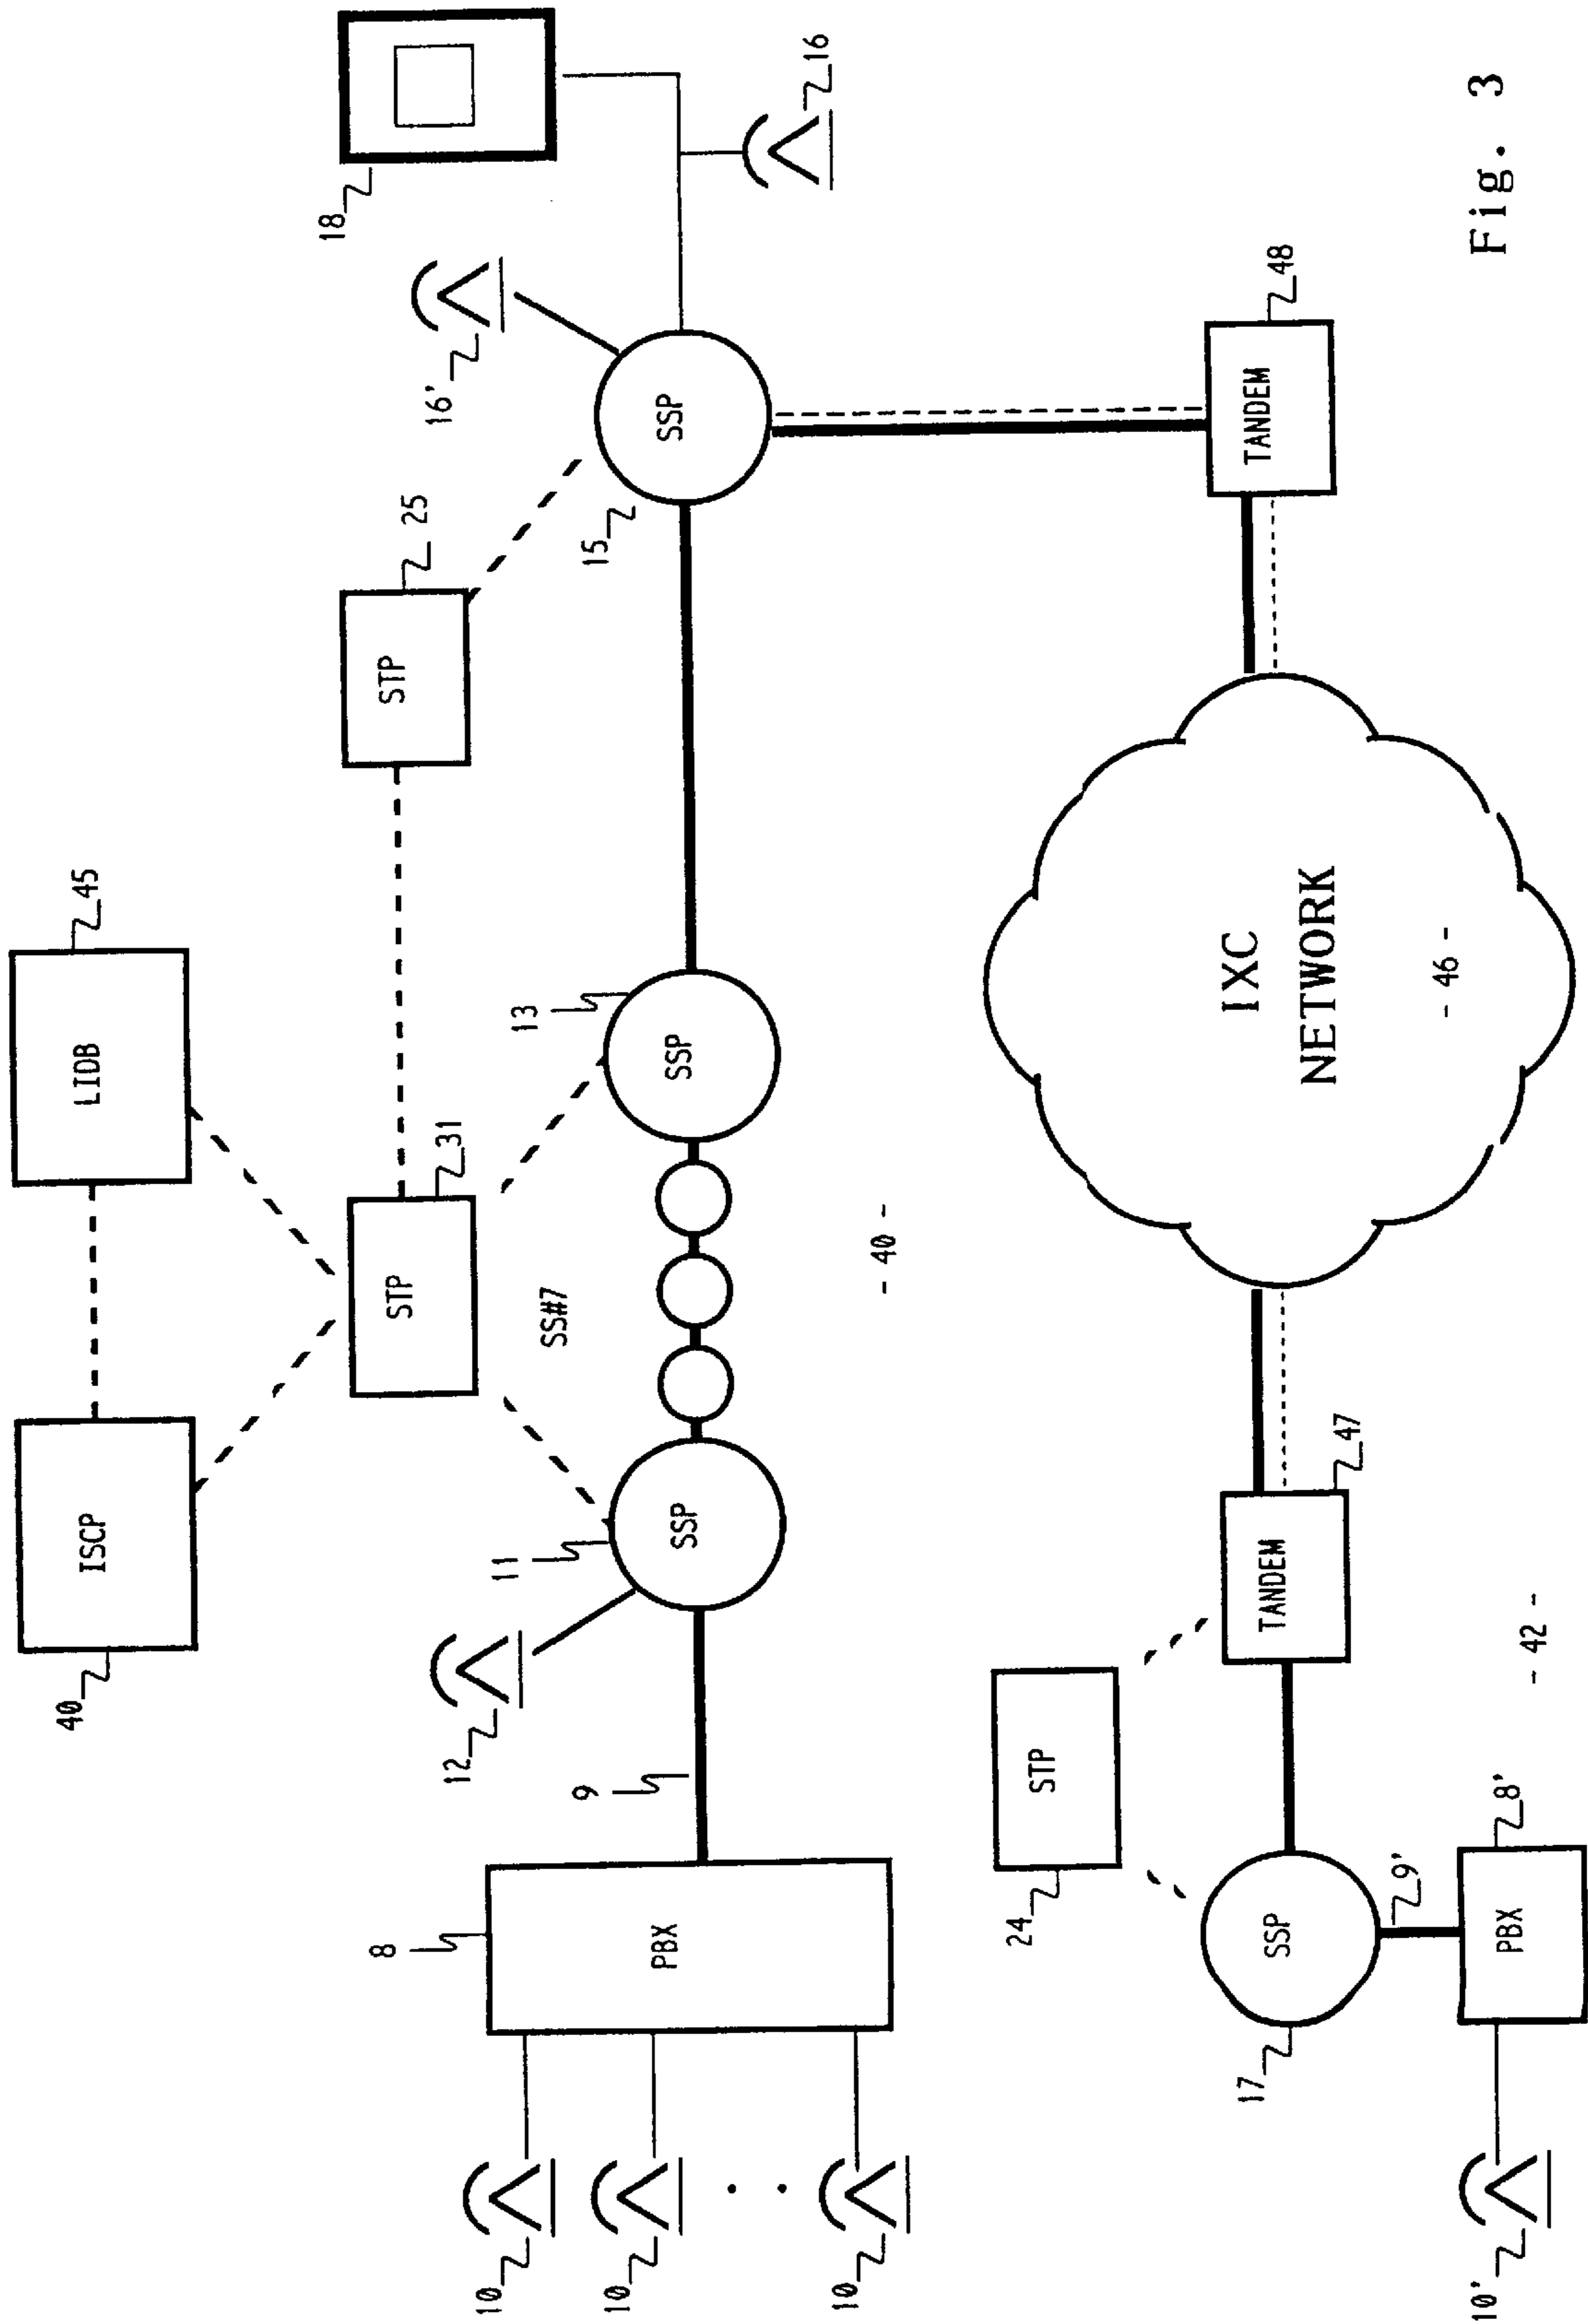 40
ISCP
LIDB
45
STP
31
STP
25
18
16'
16
12
11
SS#7
13
15
8
9
SSP
SSP
SSP
PBX
10
10
10
- 40 -
24
STP
IXC
NETWORK
- 46 -
TANDEM
47
TANDEM
48
17
SSP
9'
PBX
8'
10'
- 42 -
Fig. 3